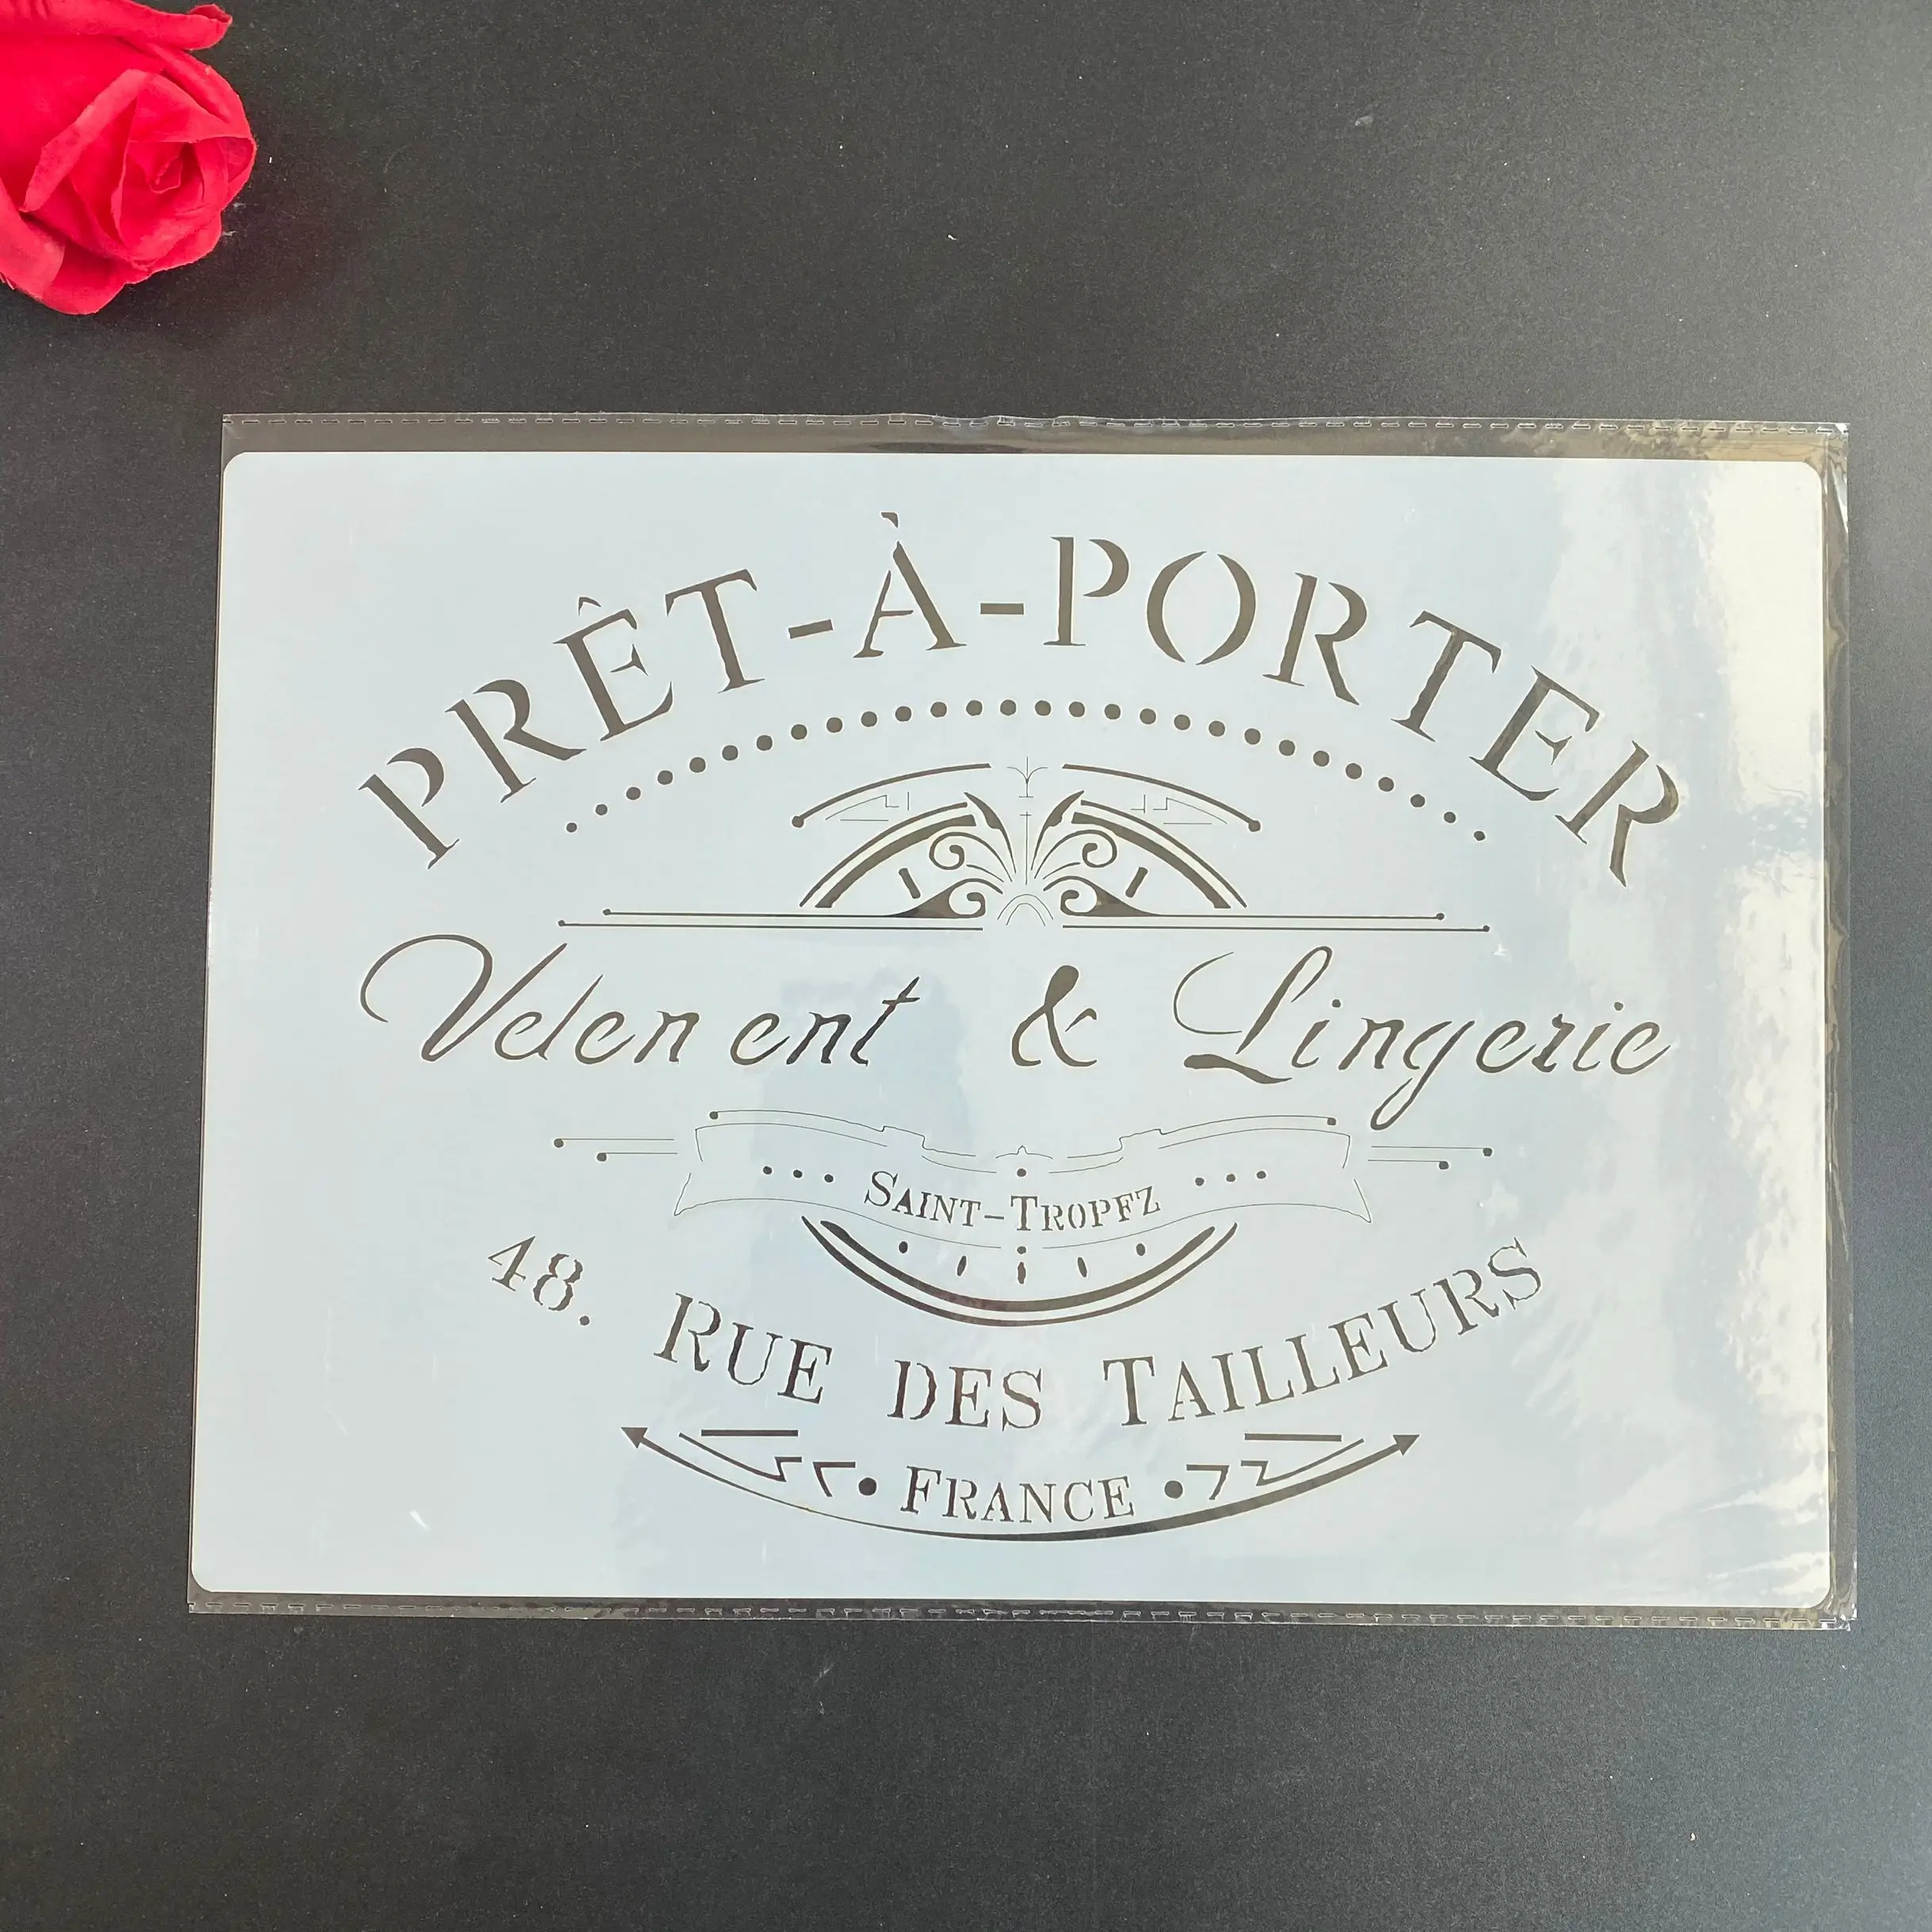 PRÊT-À-PORTER
Velen ent & Lingerie
SAINT-TROPFZ
48. RUE DES TAILLEURS
FRANCE